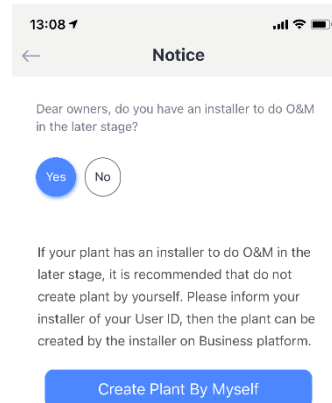 13:08
Notice
Dear owners, do you have an installer to do O&M
in the later stage?
Yes No
If your plant has an installer to do O&M in the
later stage, it is recommended that do not
create plant by yourself. Please inform your
installer of your User ID, then the plant can be
created by the installer on Business platform.
Create Plant By Myself